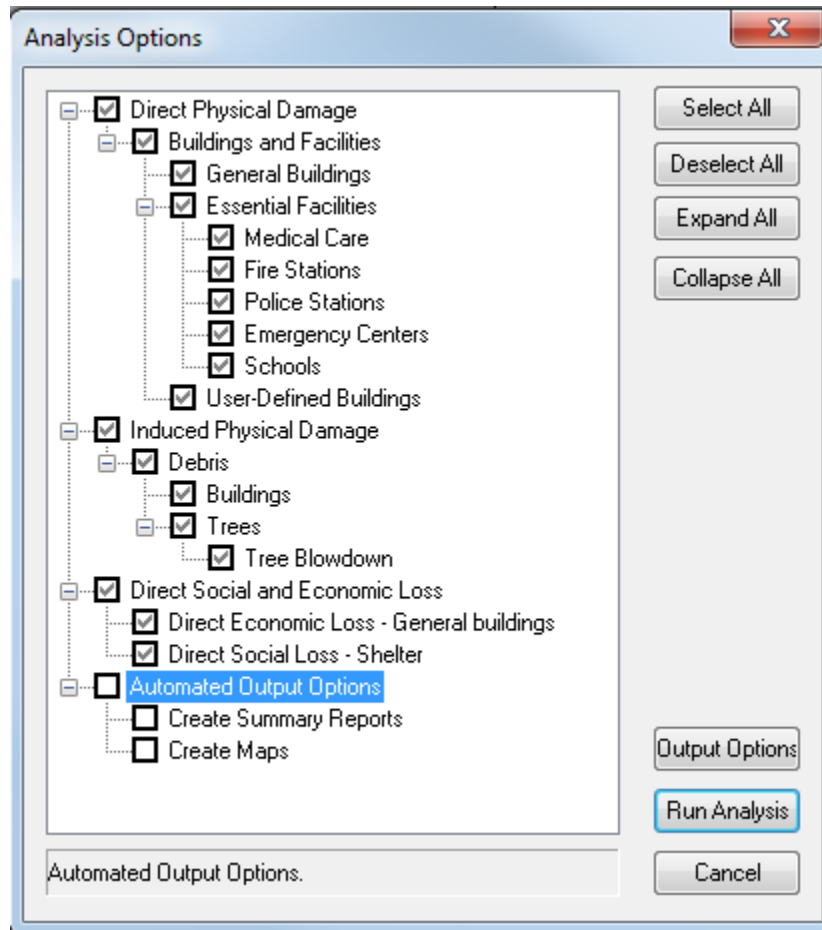 Analysis Options
Direct Physical Damage
Buildings and Facilities
General Buildings
Essential Facilities
Medical Care
Fire Stations
Police Stations
Emergency Centers
Schools
User-Defined Buildings
Induced Physical Damage
Debris
Buildings
Trees
Tree Blowdown
Direct Social and Economic Loss
Direct Economic Loss - General buildings
Direct Social Loss - Shelter
Automated Output Options
Create Summary Reports
Create Maps
Automated Output Options.
Select All
Deselect All
Expand All
Collapse All
Output Options
Run Analysis
Cancel